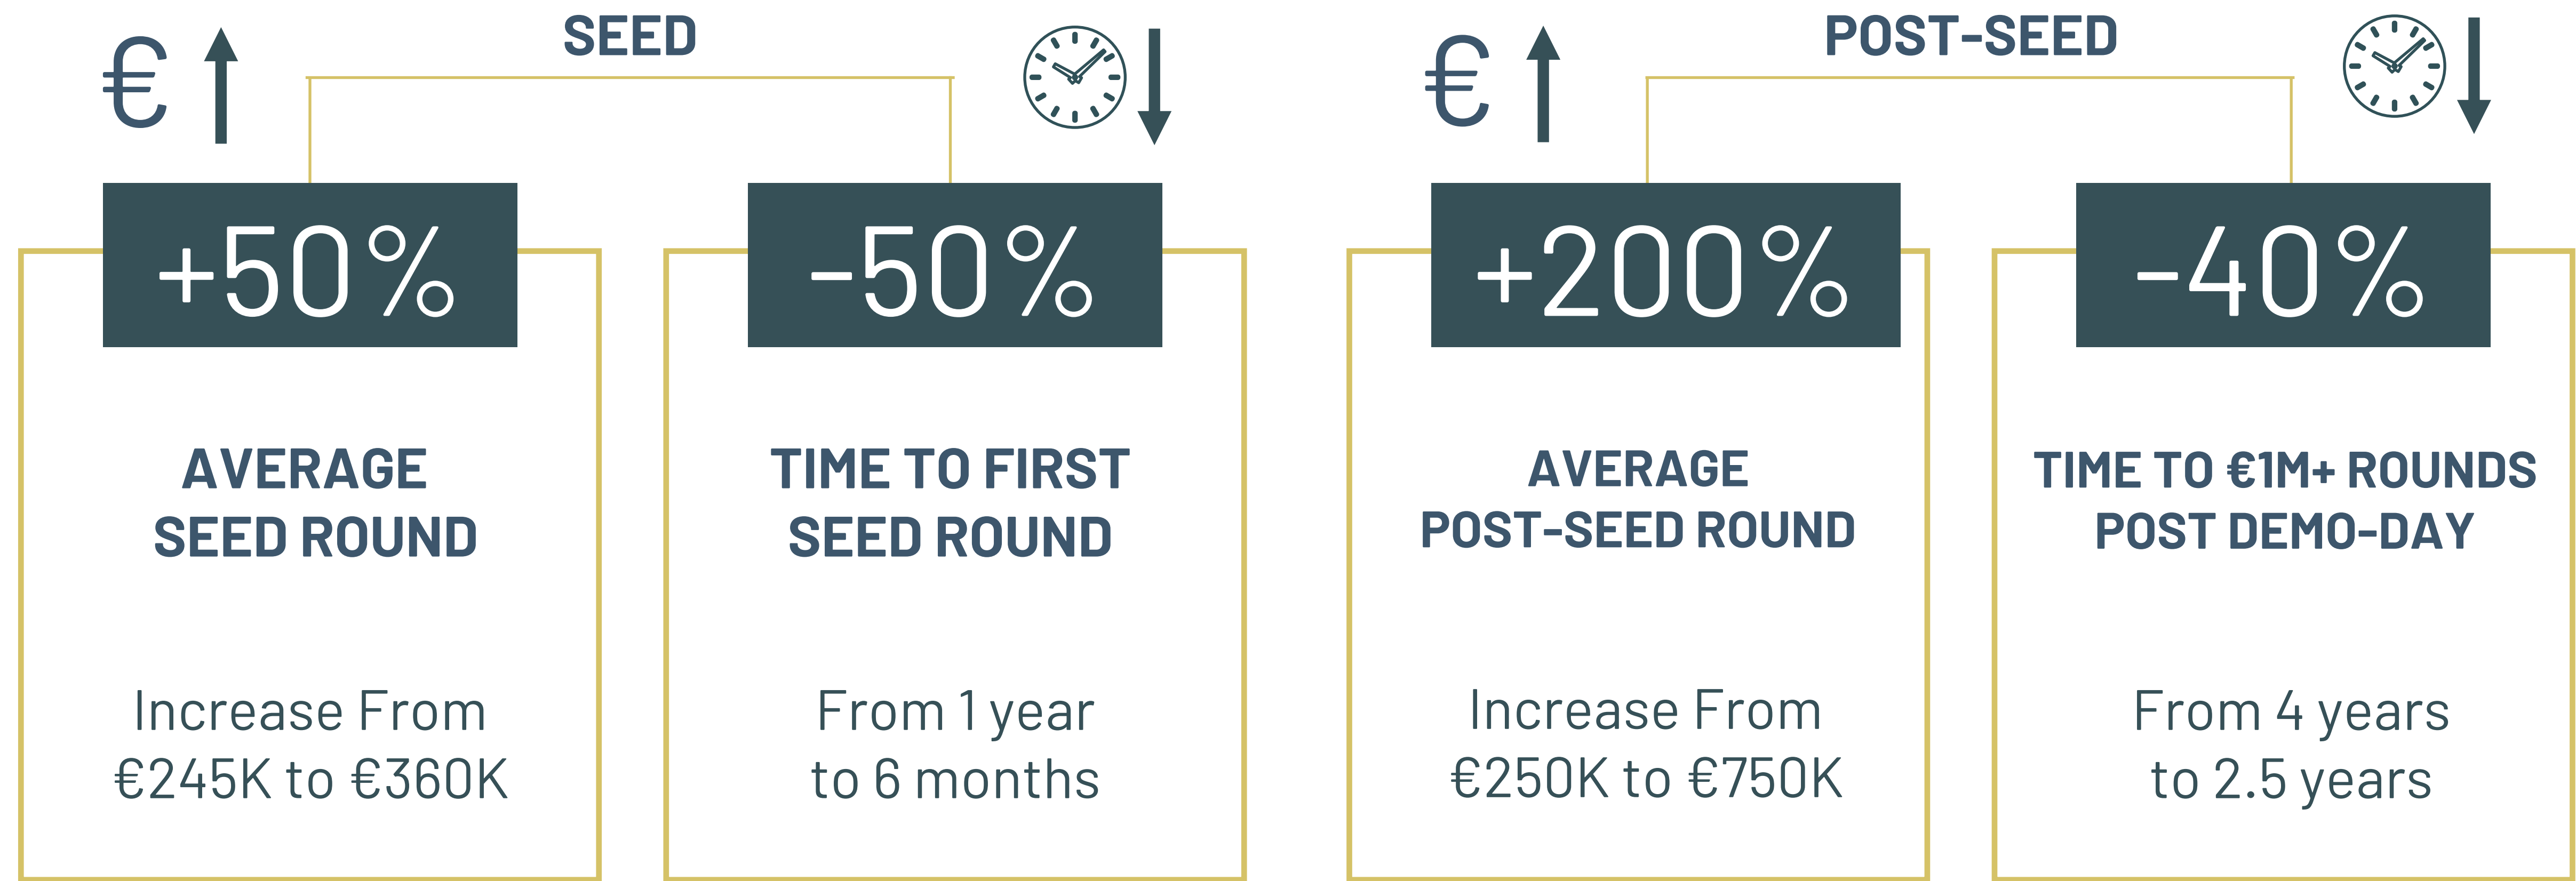 SEED
€
+50%
AVERAGE
SEED ROUND
Increase From
€245K to €360K
-50%
TIME TO FIRST
SEED ROUND
From 1 year
to 6 months
POST-SEED
€
+200%
AVERAGE
POST-SEED ROUND
Increase From
€250K to €750K
-40%
TIME TO €1M+ ROUNDS
POST DEMO-DAY
From 4 years
to 2.5 years